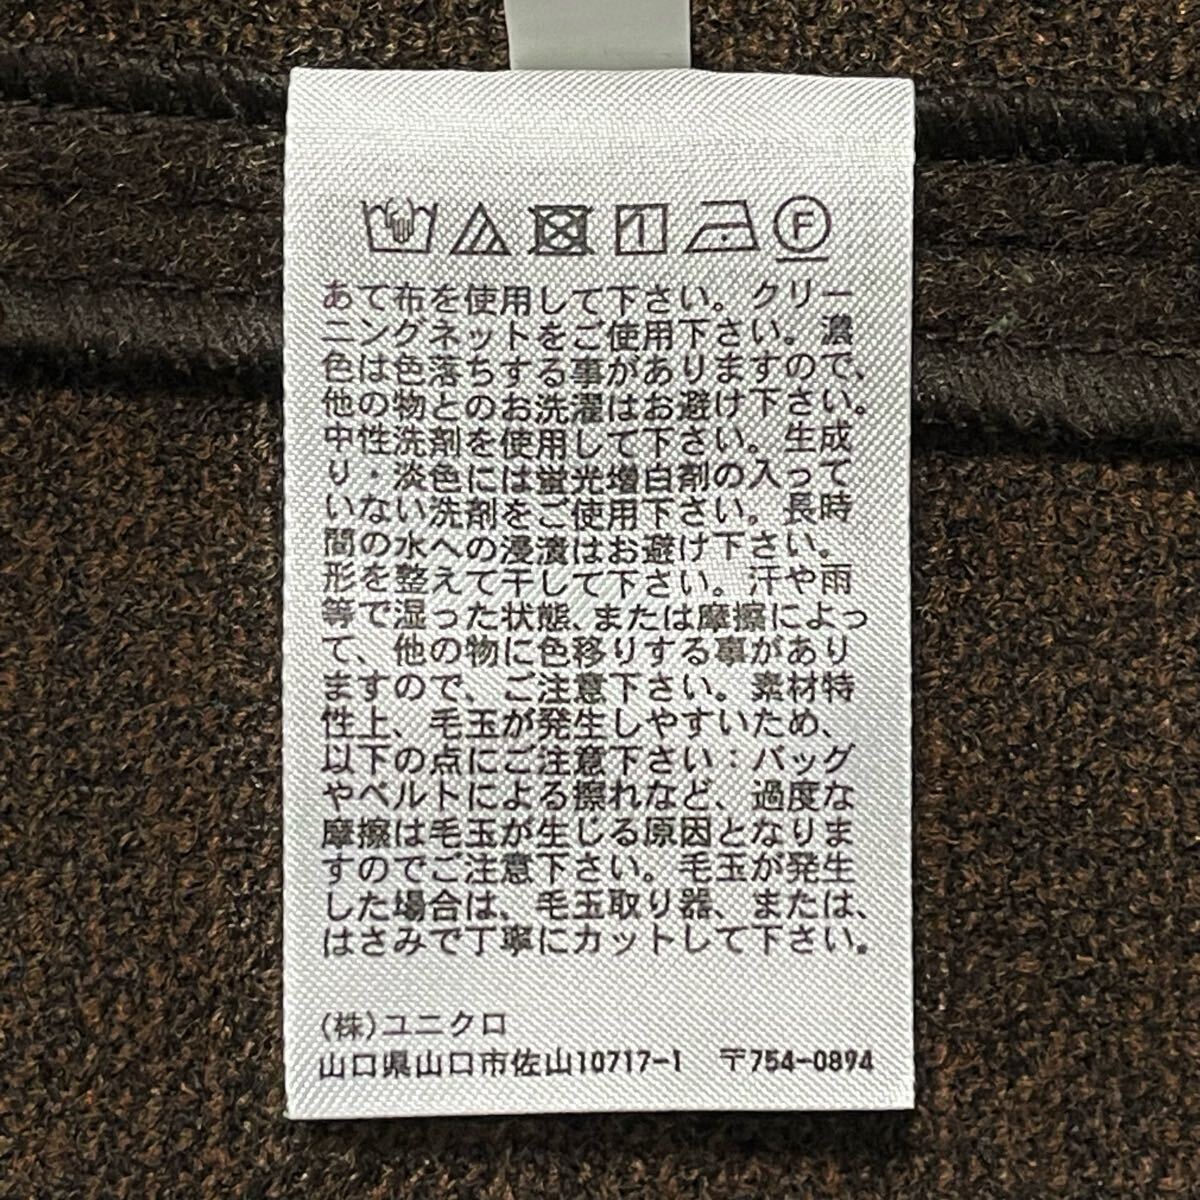 F
あて布を使用して下さい。クリー
ニングネットをご使用下さい。濃
色は色落ちする事がありますので、
他の物とのお洗濯はお避け下さい。
中性洗剤を使用して下さい。生成
り・淡色には蛍光増白剤の入って
いない洗剤をご使用下さい。長時
間の水への浸漬はお避け下さい。
形を整えて干して下さい。汗や雨
等で湿った状態、または摩擦によっ
て、他の物に色移りする事があり
ますので、ご注意下さい。素材特
性上、毛玉が発生しやすいため、
以下の点にご注意下さい：バッグ
やベルトによる擦れなど、過度な
摩擦は毛玉が生じる原因となりま
すのでご注意下さい。毛玉が発生
した場合は、毛玉取り器、または、
はさみで丁寧にカットして下さい。
(株)ユニクロ
山口県山口市佐山10717-1 〒754-0894